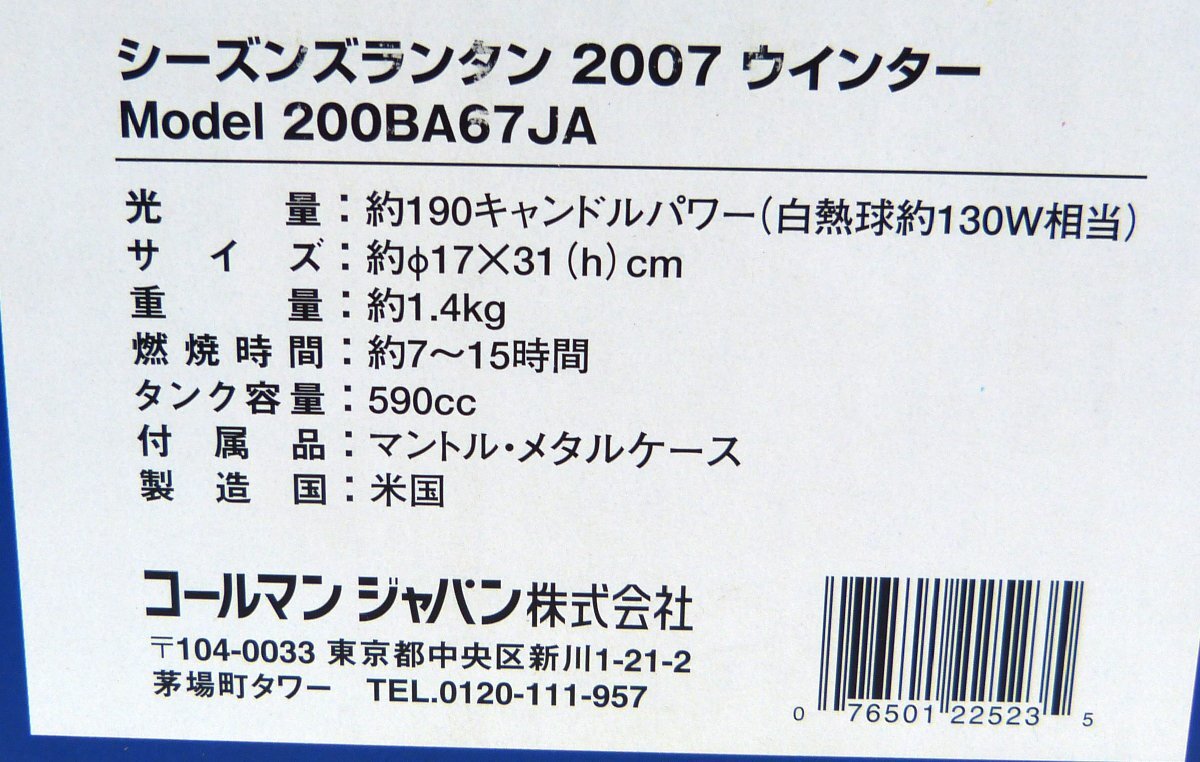 シーズンズランタン 2007 ウインター
Model 200BA67JA
光量：約190キャンドルパワー（白熱球約130W相当）
サイズ：約φ17×31（h）cm
重量：約1.4kg
燃焼時間：約7〜15時間
タンク容量：590cc
付属品：マントル・メタルケース
製造国：米国
コールマン ジャパン株式会社
〒104-0033 東京都中央区新川1-21-2
茅場町タワー TEL.0120-111-957
0 76501 22523 5